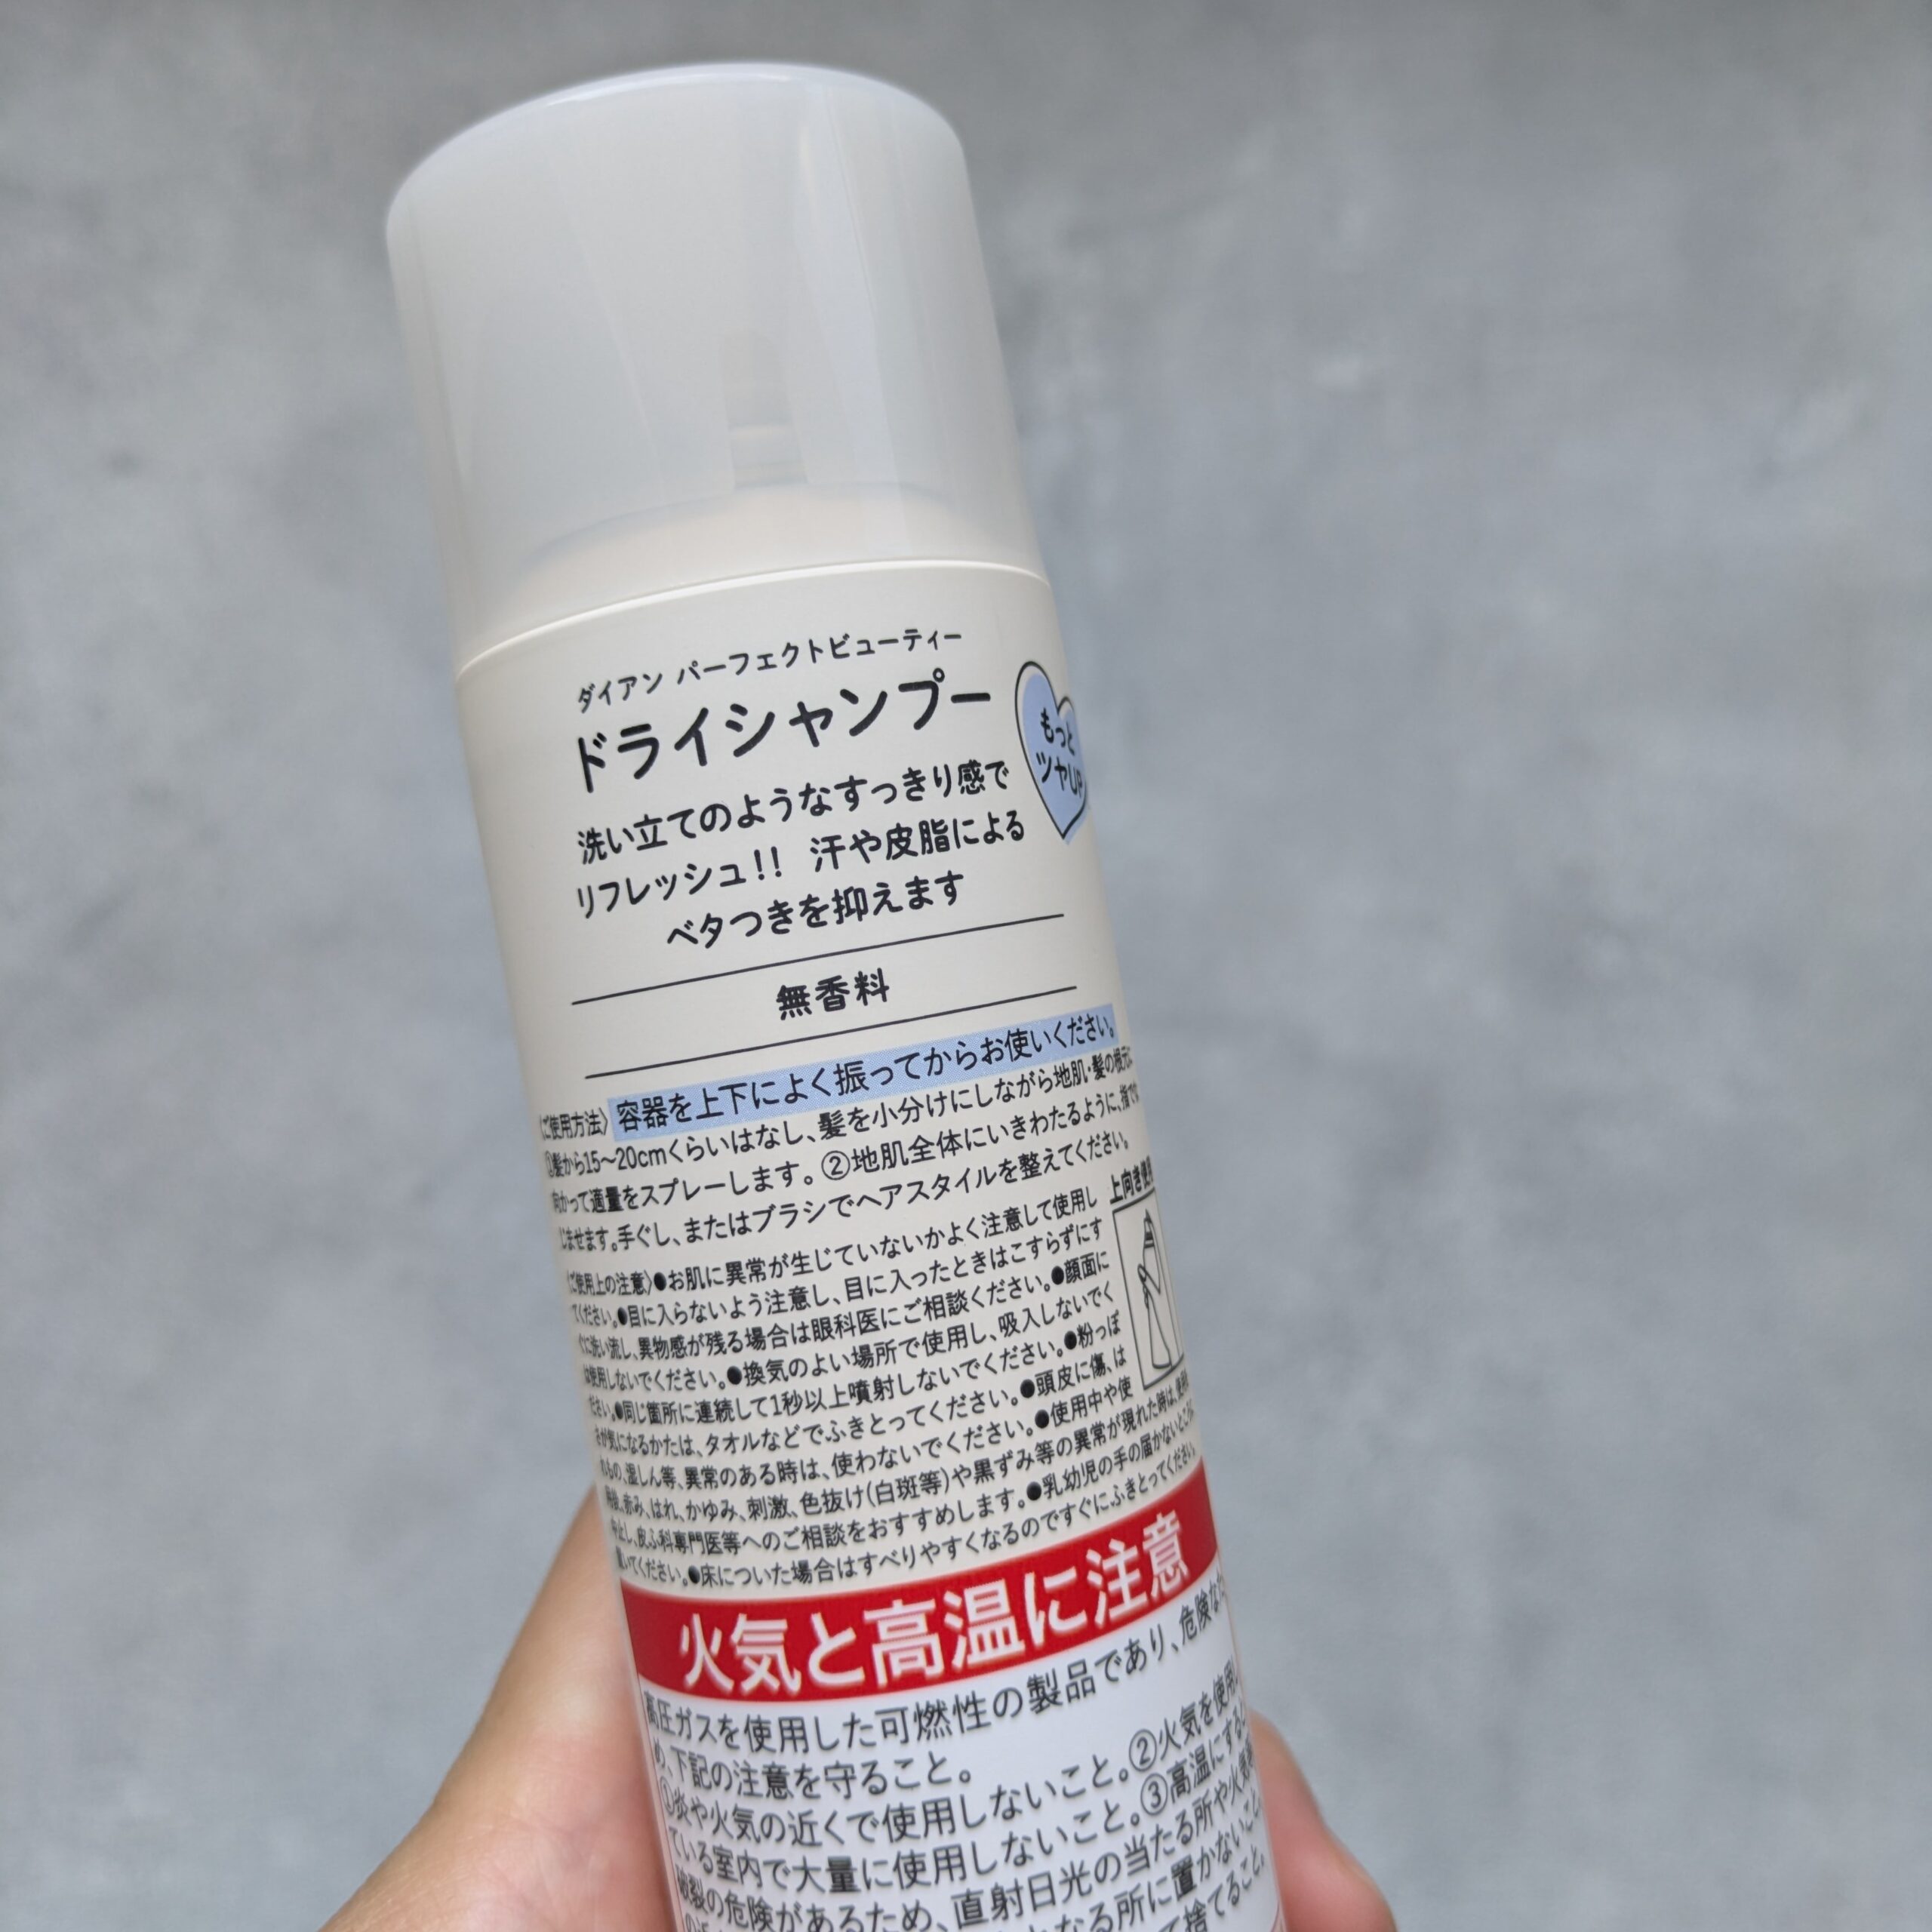 ダイアン パーフェクトビューティー
ドライシャンプー
もっと
ツヤUP
洗い立てのようなすっきり感で
リフレッシュ!! 汗や皮脂による
ベタつきを抑えます
無香料
〈ご使用方法〉容器を上下によく振ってからお使いください。
①髪から15〜20cmくらいはなし、髪を小分けにしながら地肌・髪の根元に
向かって適量をスプレーします。②地肌全体にいきわたるように、指でな
じませます。手ぐし、またはブラシでヘアスタイルを整えてください。
上向き使用
〈ご使用上の注意〉●お肌に異常が生じていないかよく注意して使用し
てください。●目に入らないよう注意し、目に入ったときはこすらずにす
ぐに洗い流し、異物感が残る場合は眼科医にご相談ください。●顔面に
は使用しないでください。●換気のよい場所で使用し、吸入しないでく
ださい。●同じ箇所に連続して1秒以上噴射しないでください。●粉っぽ
さが気になるかたは、タオルなどでふきとってください。●頭皮に傷、は
れもの、湿しん等、異常のある時は、使わないでください。●使用中や使
用後、赤み、はれ、かゆみ、刺激、色抜け(白斑等)や黒ずみ等の異常が現れた時は、使用を
中止し、皮ふ科専門医等へのご相談をおすすめします。●乳幼児の手の届かないところに
置いてください。●床についた場合はすべりやすくなるのですぐにふきとってください。
火気と高温に注意
高圧ガスを使用した可燃性の製品であり、危険なた
め、下記の注意を守ること。
①炎や火気の近くで使用しないこと。②火気を使用し
ている室内で大量に使用しないこと。③高温にすると
破裂の危険があるため、直射日光の当たる所や火気等
となる所に置かないこと。
捨てること。